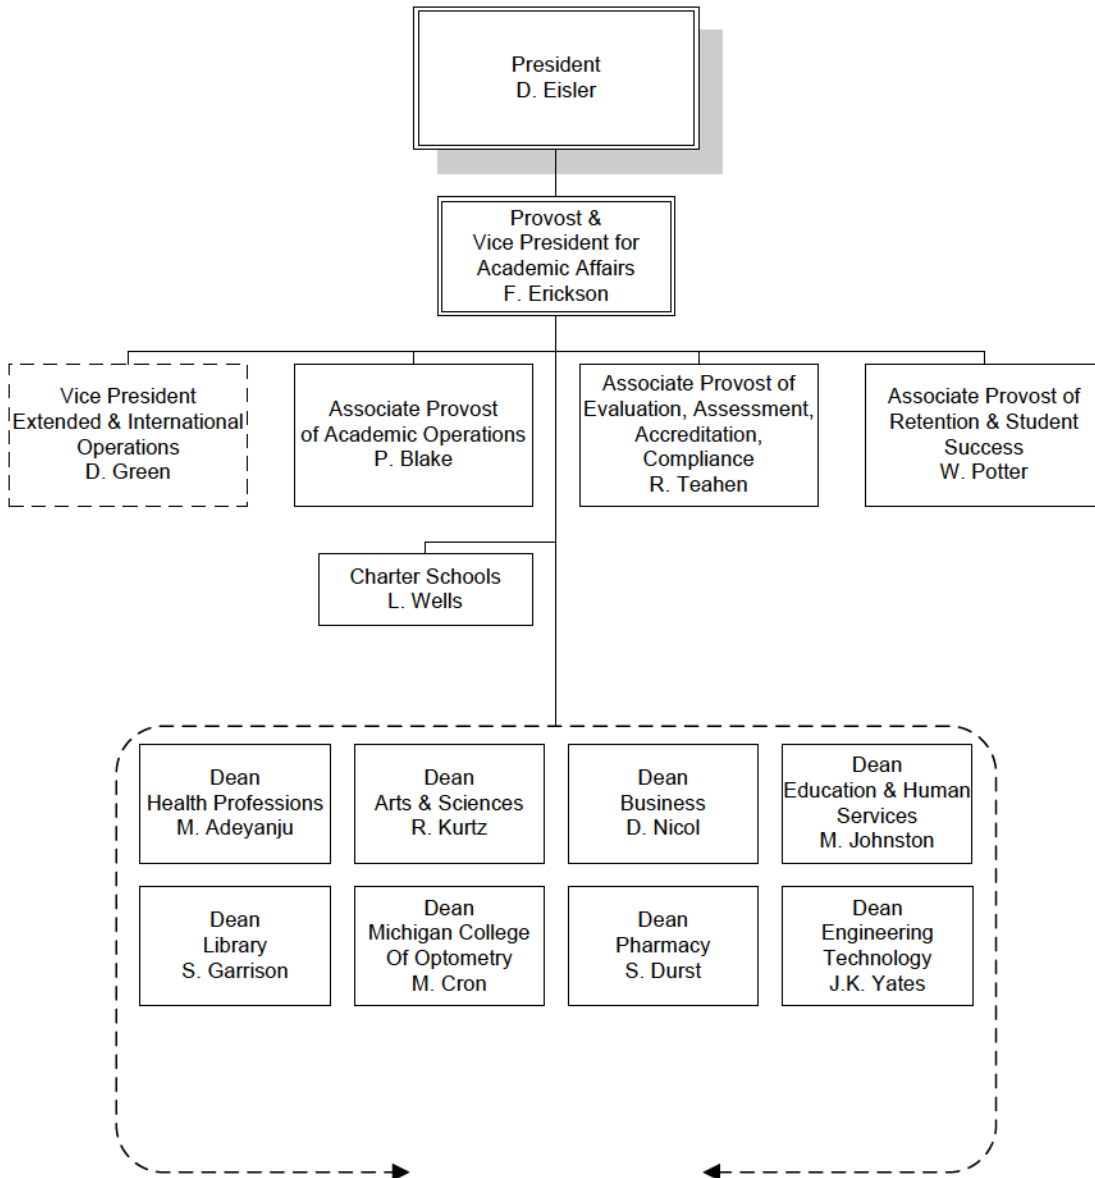 President
D. Eisler
Provost &
Vice President for
Academic Affairs
F. Erickson
Vice President
Extended & International
Operations
D. Green
Associate Provost
of Academic Operations
P. Blake
Associate Provost of
Evaluation, Assessment,
Accreditation,
Compliance
R. Teahen
Associate Provost of
Retention & Student
Success
W. Potter
Charter Schools
L. Wells
Dean
Health Professions
M. Adeyanju
Dean
Arts & Sciences
R. Kurtz
Dean
Business
D. Nicol
Dean
Education & Human
Services
M. Johnston
Dean
Library
S. Garrison
Dean
Michigan College
Of Optometry
M. Cron
Dean
Pharmacy
S. Durst
Dean
Engineering
Technology
J.K. Yates